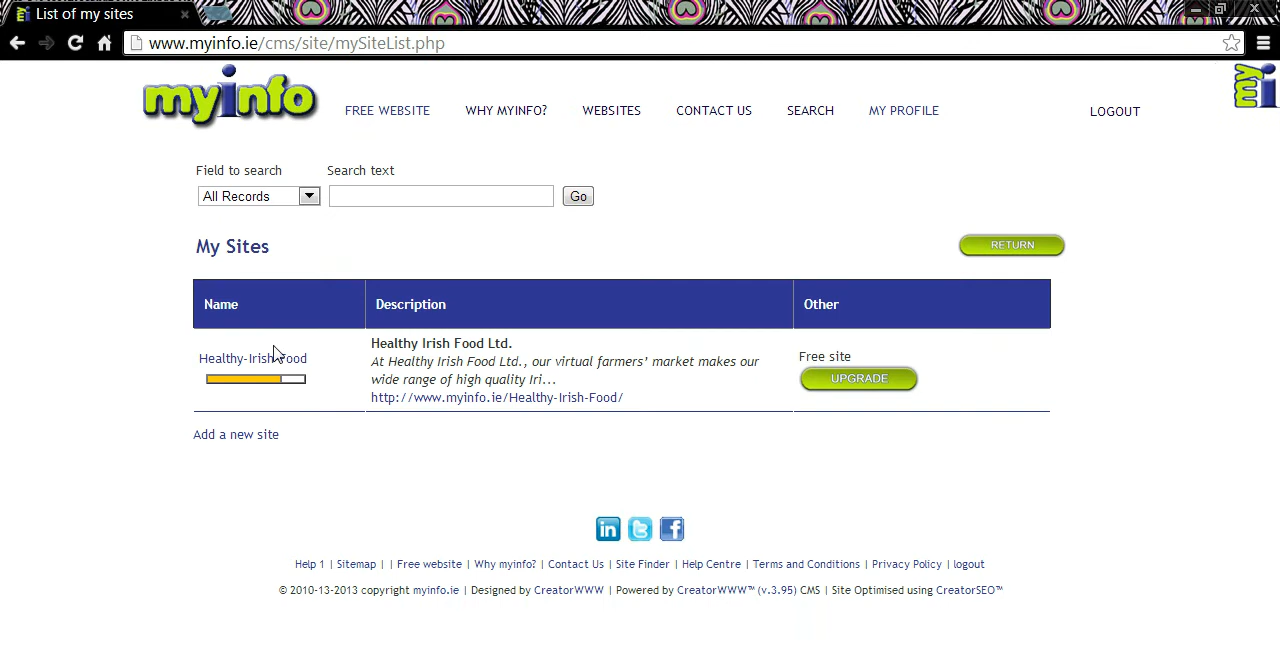 List of my sites
www.myinfo.ie/cms/site/mySiteList.php
myinfo FREE WEBSITE WHY MYINFO? WEBSITES CONTACT US SEARCH MY PROFILE LOGOUT
my i
Field to search Search text
All Records Go
My Sites RETURN
Name Description Other
Healthy-Irish-Food
Healthy Irish Food Ltd.
At Healthy Irish Food Ltd., our virtual farmers’ market makes our
wide range of high quality Iri...
http://www.myinfo.ie/Healthy-Irish-Food/
Free site
UPGRADE
Add a new site
in t f
Help 1 | Sitemap | | Free website | Why myinfo? | Contact Us | Site Finder | Help Centre | Terms and Conditions | Privacy Policy | logout
© 2010-13-2013 copyright myinfo.ie | Designed by CreatorWWW | Powered by CreatorWWW™ (v.3.95) CMS | Site Optimised using CreatorSEO™